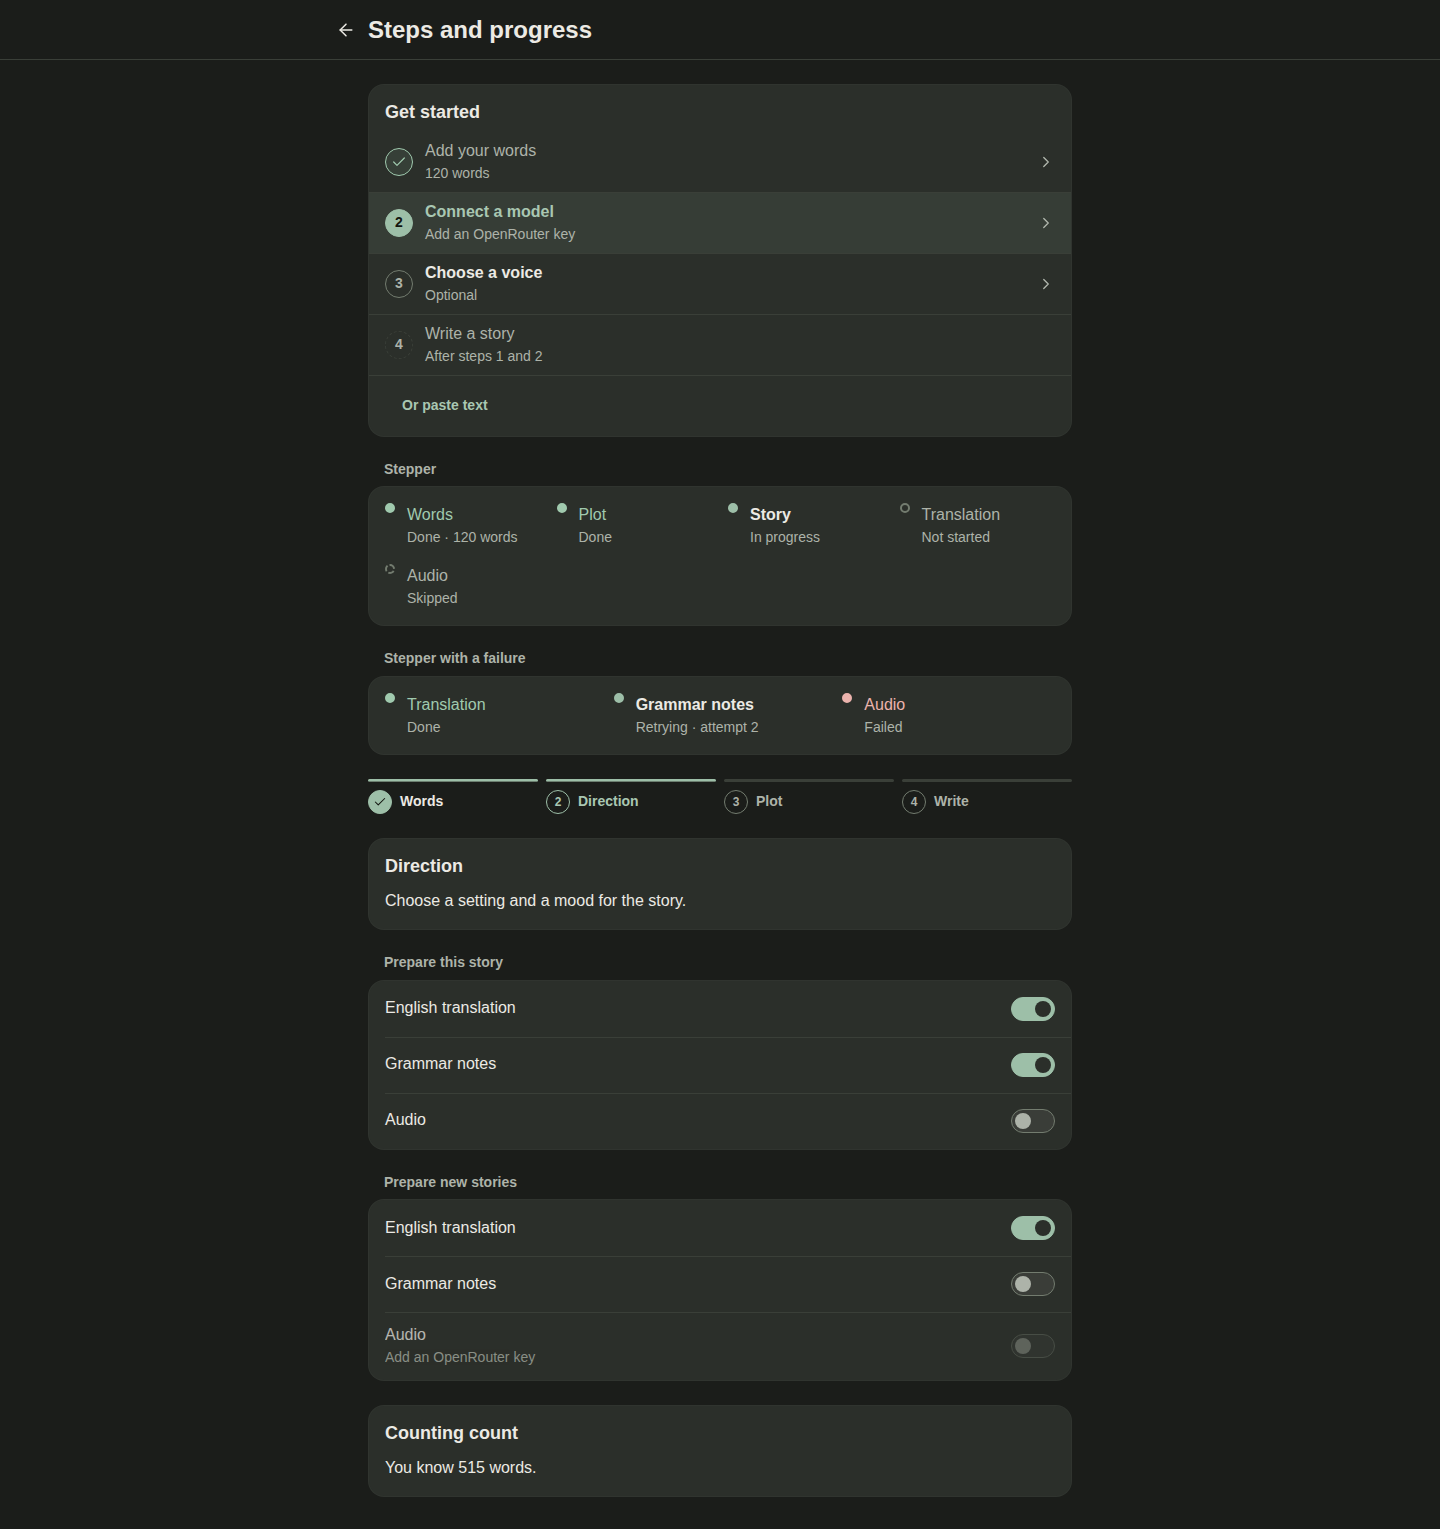 Steps and progress
Get started
Add your words
120 words
2
Connect a model
Add an OpenRouter key
3
Choose a voice
Optional
4
Write a story
After steps 1 and 2
Or paste text
Stepper
Words
Done · 120 words
Plot
Done
Story
In progress
Translation
Not started
Audio
Skipped
Stepper with a failure
Translation
Done
Grammar notes
Retrying · attempt 2
Audio
Failed
Words
2 Direction
3 Plot
4 Write
Direction
Choose a setting and a mood for the story.
Prepare this story
English translation
Grammar notes
Audio
Prepare new stories
English translation
Grammar notes
Audio
Add an OpenRouter key
Counting count
You know 515 words.